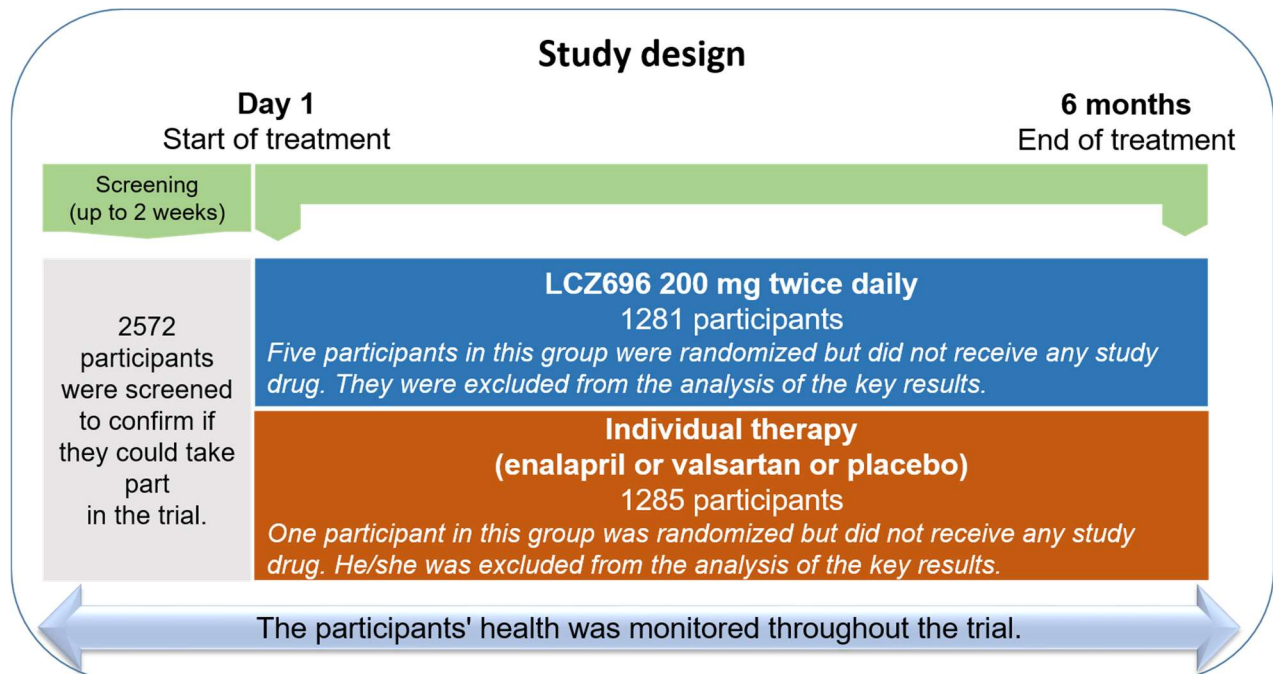 Study design
Day 1
Start of treatment
6 months
End of treatment
Screening
(up to 2 weeks)
2572
participants
were screened
to confirm if
they could take
part
in the trial.
LCZ696 200 mg twice daily
1281 participants
Five participants in this group were randomized but did not receive any study
drug. They were excluded from the analysis of the key results.
Individual therapy
(enalapril or valsartan or placebo)
1285 participants
One participant in this group was randomized but did not receive any study
drug. He/she was excluded from the analysis of the key results.
The participants' health was monitored throughout the trial.